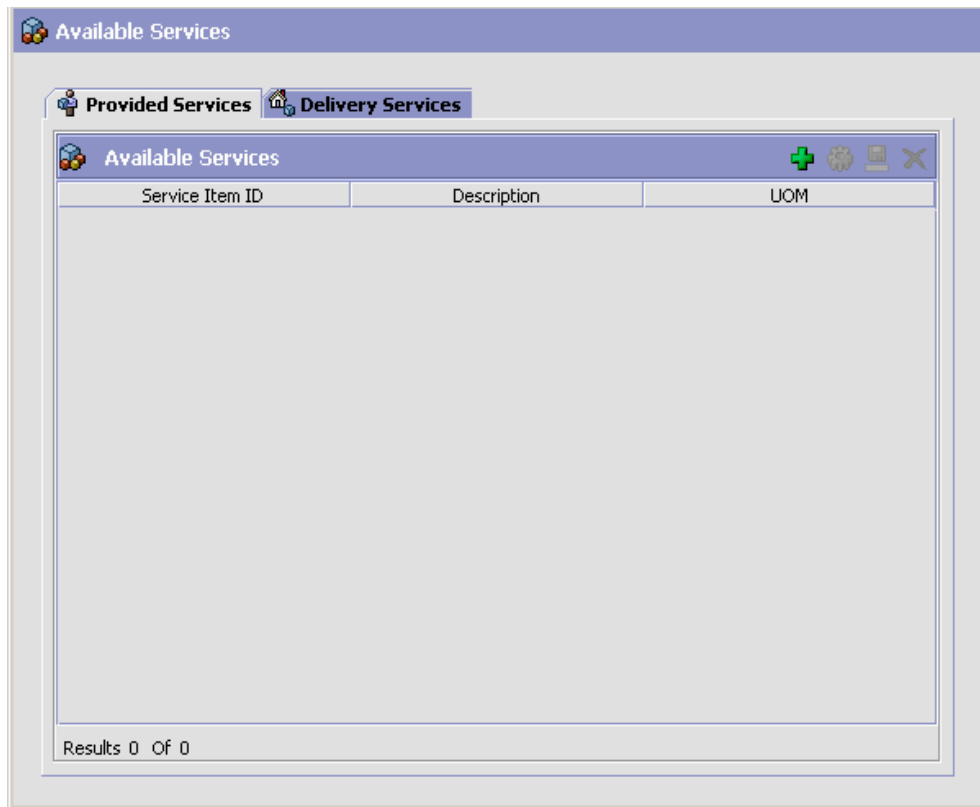 Available Services
Provided Services Delivery Services
Available Services
Service Item ID Description UOM
Results 0 Of 0